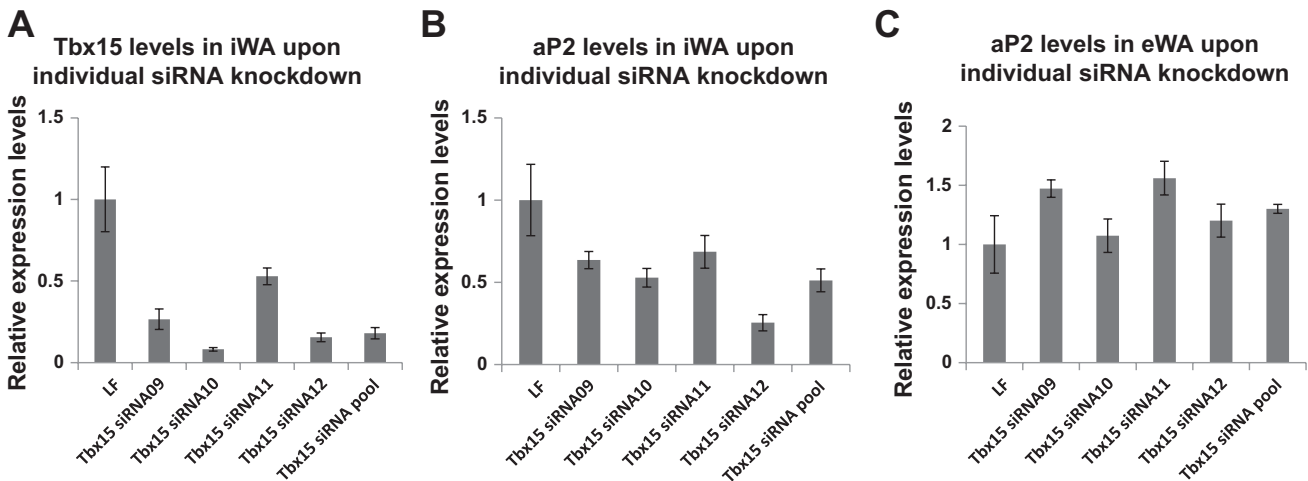 A
Tbx15 levels in iWA upon
individual siRNA knockdown
Relative expression levels
1.5
1
0.5
0
LF
Tbx15 siRNA09
Tbx15 siRNA10
Tbx15 siRNA11
Tbx15 siRNA12
Tbx15 siRNA pool
B
aP2 levels in iWA upon
individual siRNA knockdown
Relative expression levels
1.5
1
0.5
0
LF
Tbx15 siRNA09
Tbx15 siRNA10
Tbx15 siRNA11
Tbx15 siRNA12
Tbx15 siRNA pool
C
aP2 levels in eWA upon
individual siRNA knockdown
Relative expression levels
2
1.5
1
0.5
0
LF
Tbx15 siRNA09
Tbx15 siRNA10
Tbx15 siRNA11
Tbx15 siRNA12
Tbx15 siRNA pool